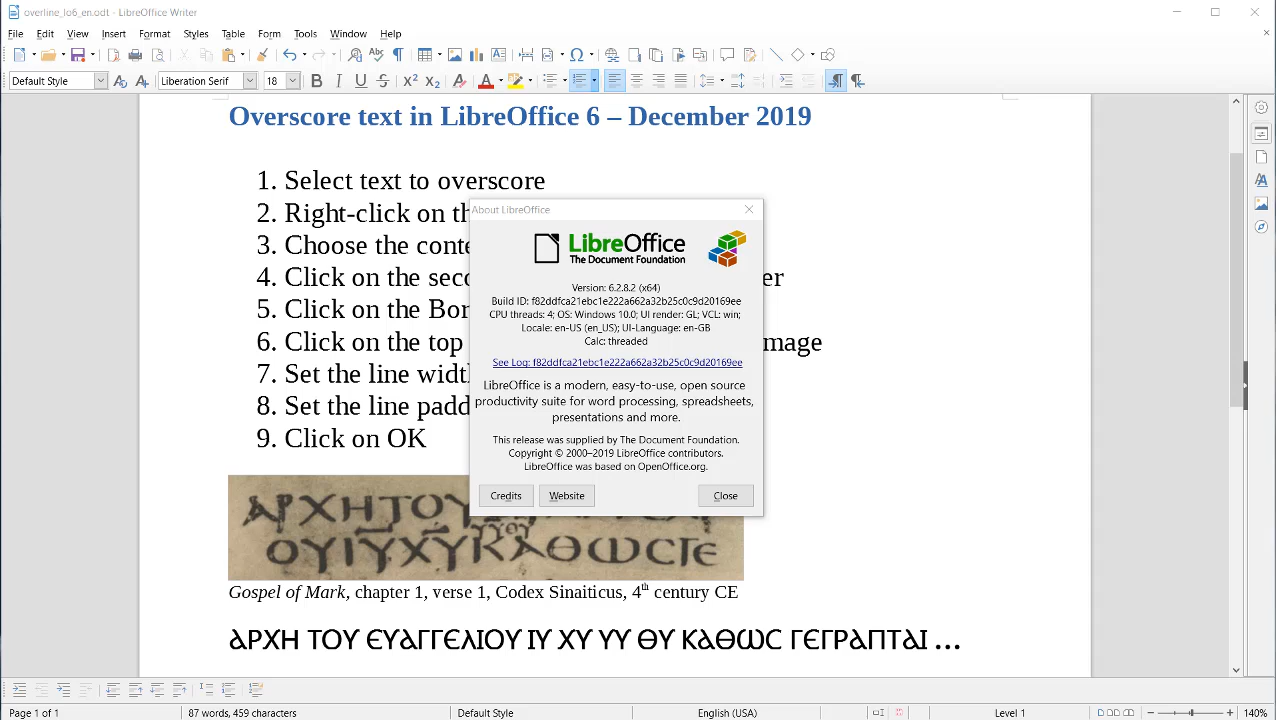 overline_lo6_en.odt - LibreOffice Writer
File Edit View Insert Format Styles Table Form Tools Window Help
Default Style Liberation Serif 18
Overscore text in LibreOffice 6 – December 2019
1. Select text to overscore
2. Right-click on th
3. Choose the conte
4. Click on the seco er
5. Click on the Bor
6. Click on the top mage
7. Set the line widt
8. Set the line padd
9. Click on OK
About LibreOffice
LibreOffice
The Document Foundation
Version: 6.2.8.2 (x64)
Build ID: f82ddfca21ebc1e222a662a32b25c0c9d20169ee
CPU threads: 4; OS: Windows 10.0; UI render: GL; VCL: win;
Locale: en-US (en_US); UI-Language: en-GB
Calc: threaded
See Log: f82ddfca21ebc1e222a662a32b25c0c9d20169ee
LibreOffice is a modern, easy-to-use, open source
productivity suite for word processing, spreadsheets,
presentations and more.
This release was supplied by The Document Foundation.
Copyright © 2000–2019 LibreOffice contributors.
LibreOffice was based on OpenOffice.org.
Credits Website Close
ΑΡΧΗΤΟΥ
ΟΥΙΥΧΥΚΑΘΩϹΓΕ
Gospel of Mark, chapter 1, verse 1, Codex Sinaiticus, 4th century CE
ΑΡΧΗ ΤΟΥ ΕΥΑΓΓΕΛΙΟΥ ΙΥ ΧΥ ΥΥ ΘΥ ΚΑΘΩϹ ΓΕΓΡΑΠΤΑΙ ...
Page 1 of 1 87 words, 459 characters Default Style English (USA) Level 1 140%